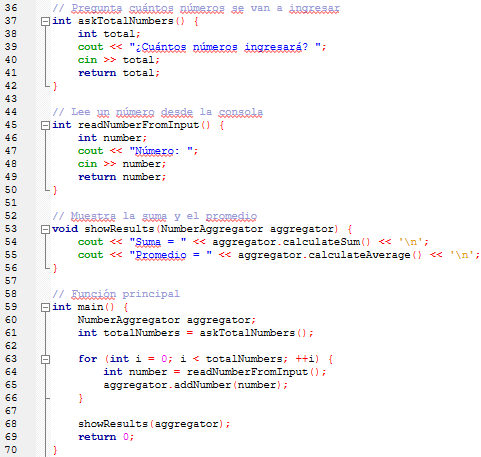 36 // Pregunta cuántos números se van a ingresar
37 int askTotalNumbers() {
38 int total;
39 cout << "¿Cuántos números ingresará? ";
40 cin >> total;
41 return total;
42 }
43
44 // Lee un número desde la consola
45 int readNumberFromInput() {
46 int number;
47 cout << "Número: ";
48 cin >> number;
49 return number;
50 }
51
52 // Muestra la suma y el promedio
53 void showResults(NumberAggregator aggregator) {
54 cout << "Suma = " << aggregator.calculateSum() << '\n';
55 cout << "Promedio = " << aggregator.calculateAverage() << '\n';
56 }
57
58 // Función principal
59 int main() {
60 NumberAggregator aggregator;
61 int totalNumbers = askTotalNumbers();
62
63 for (int i = 0; i < totalNumbers; ++i) {
64 int number = readNumberFromInput();
65 aggregator.addNumber(number);
66 }
67
68 showResults(aggregator);
69 return 0;
70 }